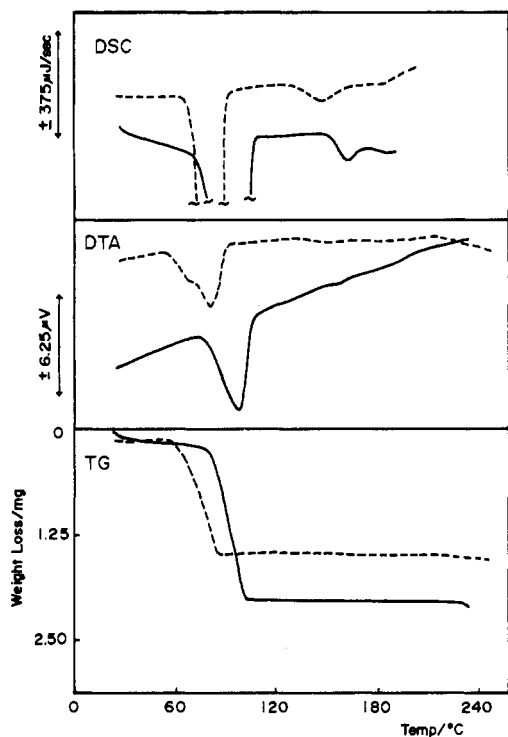 DSC
± 375 μJ/sec
DTA
± 6.25 μV
TG
Weight Loss/mg
0
1.25
2.50
0 60 120 180 240
Temp/°C